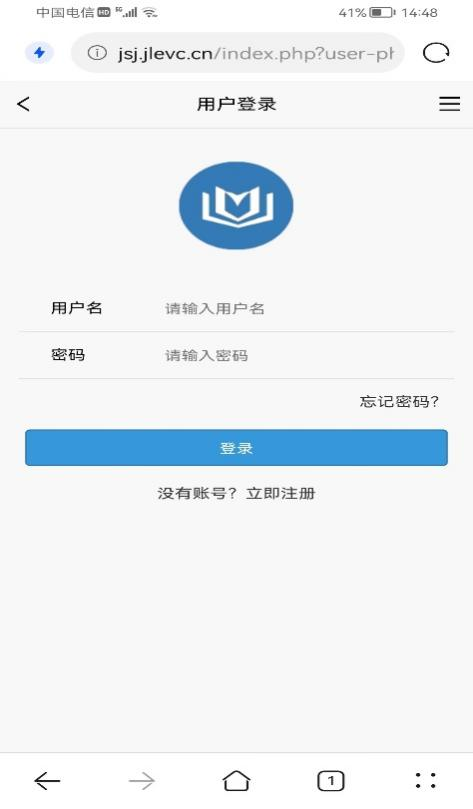 中国电信 HD 5G 41% 14:48
jsj.jlevc.cn/index.php?user-ph
用户登录
用户名 请输入用户名
密码 请输入密码
忘记密码?
登录
没有账号? 立即注册
1